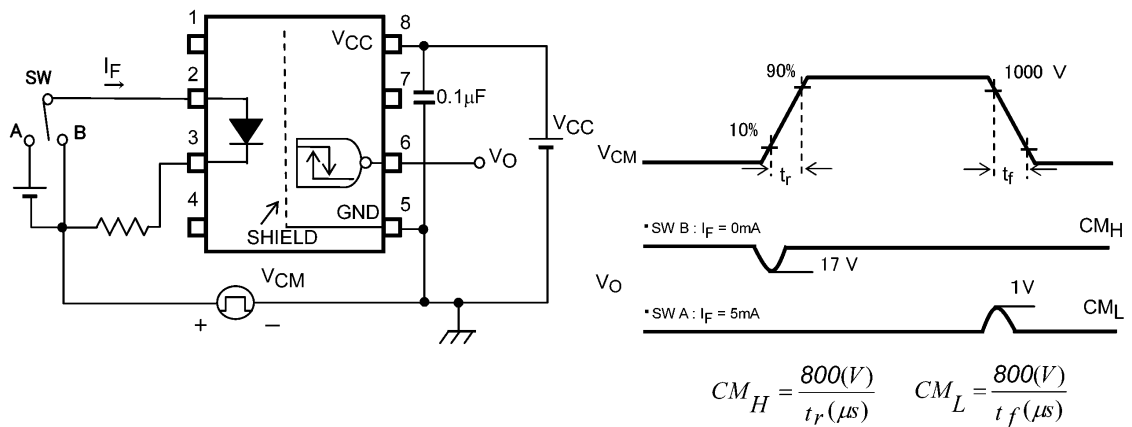 1
8
VCC
IF
SW
2
7
0.1μF
A
B
3
6
VO
VCC
4
GND
5
SHIELD
VCM
+
−
90%
1000 V
10%
VCM
tr
tf
▪ SW B : IF = 0mA
CMH
17 V
VO
1V
▪ SW A : IF = 5mA
CML
CMH = 800(V) / tr(μs) CML = 800(V) / tf(μs)